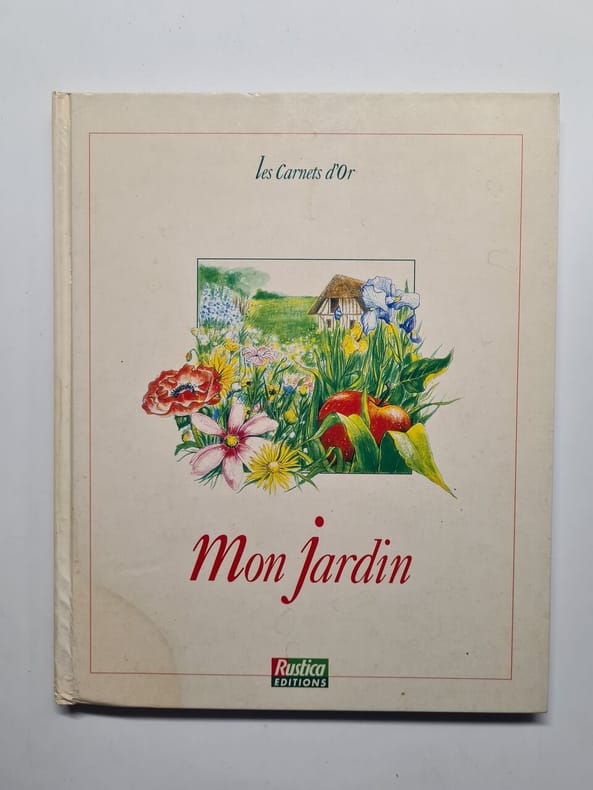 les Carnets d'Or
Mon jardin
Rustica
EDITIONS